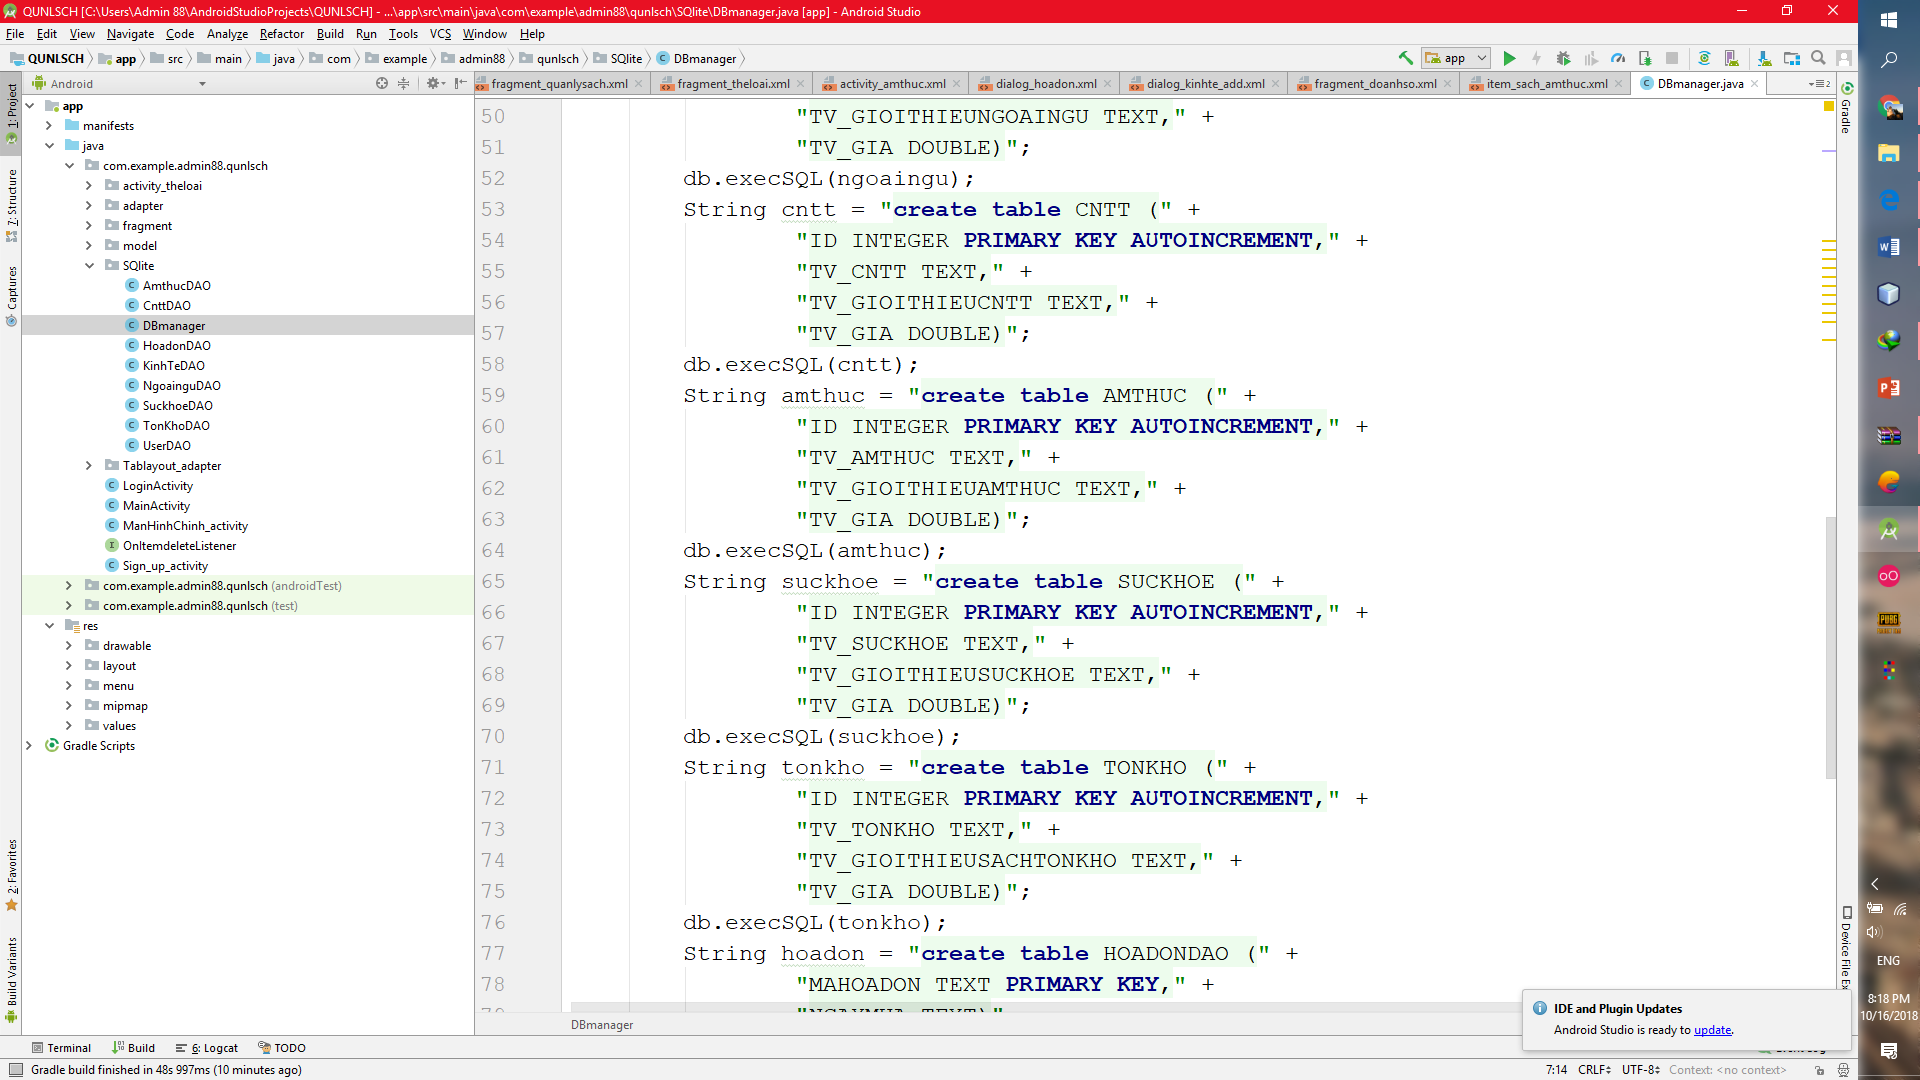 QUNLSCH [C:\Users\Admin 88\AndroidStudioProjects\QUNLSCH] - ...\app\src\main\java\com\example\admin88\qunlsch\SQlite\DBmanager.java [app] - Android Studio
File Edit View Navigate Code Analyze Refactor Build Run Tools VCS Window Help
QUNLSCH app src main java com example admin88 qunlsch SQlite DBmanager app
Android
fragment_quanlysach.xml fragment_theloai.xml activity_amthuc.xml dialog_hoadon.xml dialog_kinhte_add.xml fragment_doanhso.xml item_sach_amthuc.xml DBmanager.java
1: Project
7: Structure
Captures
2: Favorites
Build Variants
app
manifests
java
com.example.admin88.qunlsch
activity_theloai
adapter
fragment
model
SQlite
AmthucDAO
CnttDAO
DBmanager
HoadonDAO
KinhTeDAO
NgoainguDAO
SuckhoeDAO
TonKhoDAO
UserDAO
Tablayout_adapter
LoginActivity
MainActivity
ManHinhChinh_activity
OnItemdeleteListener
Sign_up_activity
com.example.admin88.qunlsch (androidTest)
com.example.admin88.qunlsch (test)
res
drawable
layout
menu
mipmap
values
Gradle Scripts
50 "TV_GIOITHIEUNGOAINGU TEXT," +
51 "TV_GIA DOUBLE)";
52 db.execSQL(ngoaingu);
53 String cntt = "create table CNTT (" +
54 "ID INTEGER PRIMARY KEY AUTOINCREMENT," +
55 "TV_CNTT TEXT," +
56 "TV_GIOITHIEUCNTT TEXT," +
57 "TV_GIA DOUBLE)";
58 db.execSQL(cntt);
59 String amthuc = "create table AMTHUC (" +
60 "ID INTEGER PRIMARY KEY AUTOINCREMENT," +
61 "TV_AMTHUC TEXT," +
62 "TV_GIOITHIEUAMTHUC TEXT," +
63 "TV_GIA DOUBLE)";
64 db.execSQL(amthuc);
65 String suckhoe = "create table SUCKHOE (" +
66 "ID INTEGER PRIMARY KEY AUTOINCREMENT," +
67 "TV_SUCKHOE TEXT," +
68 "TV_GIOITHIEUSUCKHOE TEXT," +
69 "TV_GIA DOUBLE)";
70 db.execSQL(suckhoe);
71 String tonkho = "create table TONKHO (" +
72 "ID INTEGER PRIMARY KEY AUTOINCREMENT," +
73 "TV_TONKHO TEXT," +
74 "TV_GIOITHIEUSACHTONKHO TEXT," +
75 "TV_GIA DOUBLE)";
76 db.execSQL(tonkho);
77 String hoadon = "create table HOADONDAO (" +
78 "MAHOADON TEXT PRIMARY KEY," +
DBmanager
Gradle
Device File Ex
IDE and Plugin Updates
Android Studio is ready to update.
Terminal Build 6: Logcat TODO
Gradle build finished in 48s 997ms (10 minutes ago)
7:14 CRLF UTF-8 Context: <no context>
ENG
8:18 PM
10/16/2018